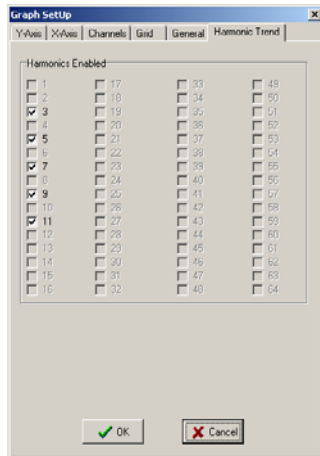 Graph SetUp
Y-Axis X-Axis Channels Grid General Harmonic Trend
Harmonics Enabled
1 17 33 49
2 18 34 50
3 19 35 51
4 20 36 52
5 21 37 53
6 22 38 54
7 23 39 55
8 24 40 56
9 25 41 57
10 26 42 58
11 27 43 59
12 28 44 60
13 29 45 61
14 30 46 62
15 31 47 63
16 32 48 64
OK Cancel